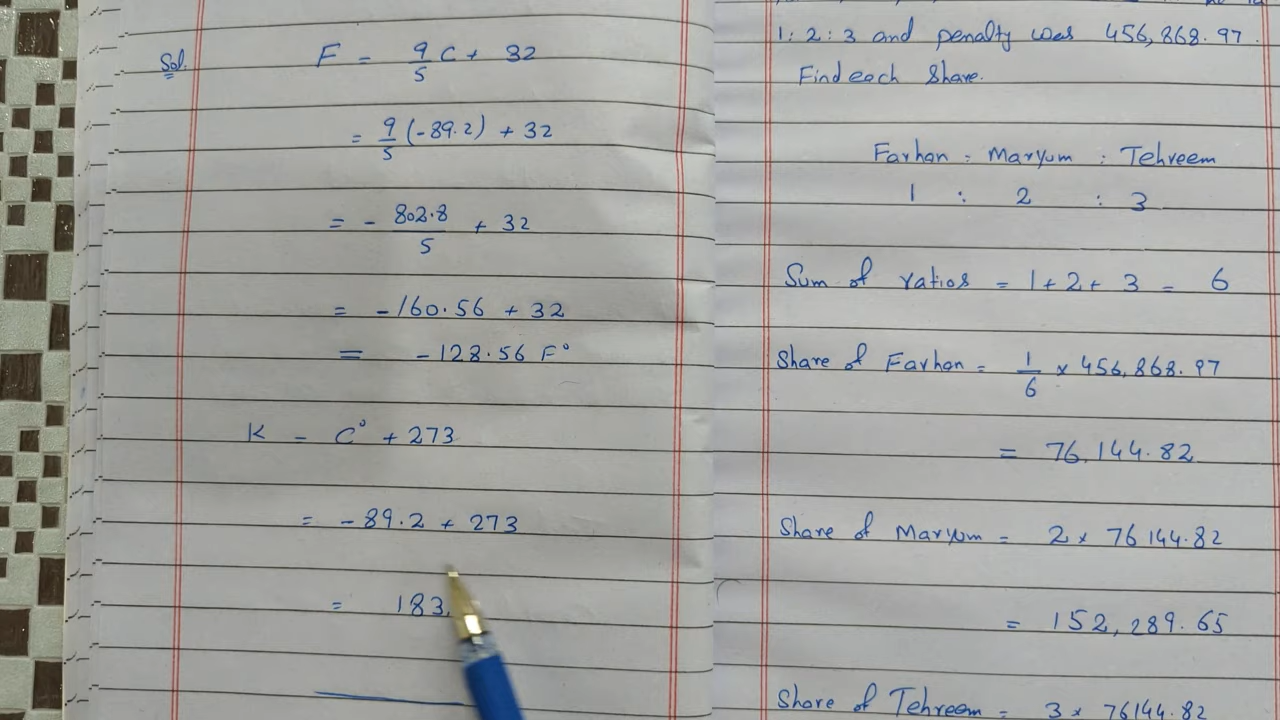 Sol.
F = 9/5 C + 32
= 9/5 (-89.2) + 32
= - 802.8/5 + 32
= -160.56 + 32
= -128.56 F°
K = C° + 273
= -89.2 + 273
= 183.
1:2:3 and penalty was 456,868.97.
Find each Share.
Farhan : Maryum : Tehreem
1 : 2 : 3
Sum of ratios = 1+2+3 = 6
Share of Farhan = 1/6 × 456,868.97
= 76,144.82
Share of Maryum = 2 × 76144.82
= 152,289.65
Share of Tehreem = 3 × 76144.82